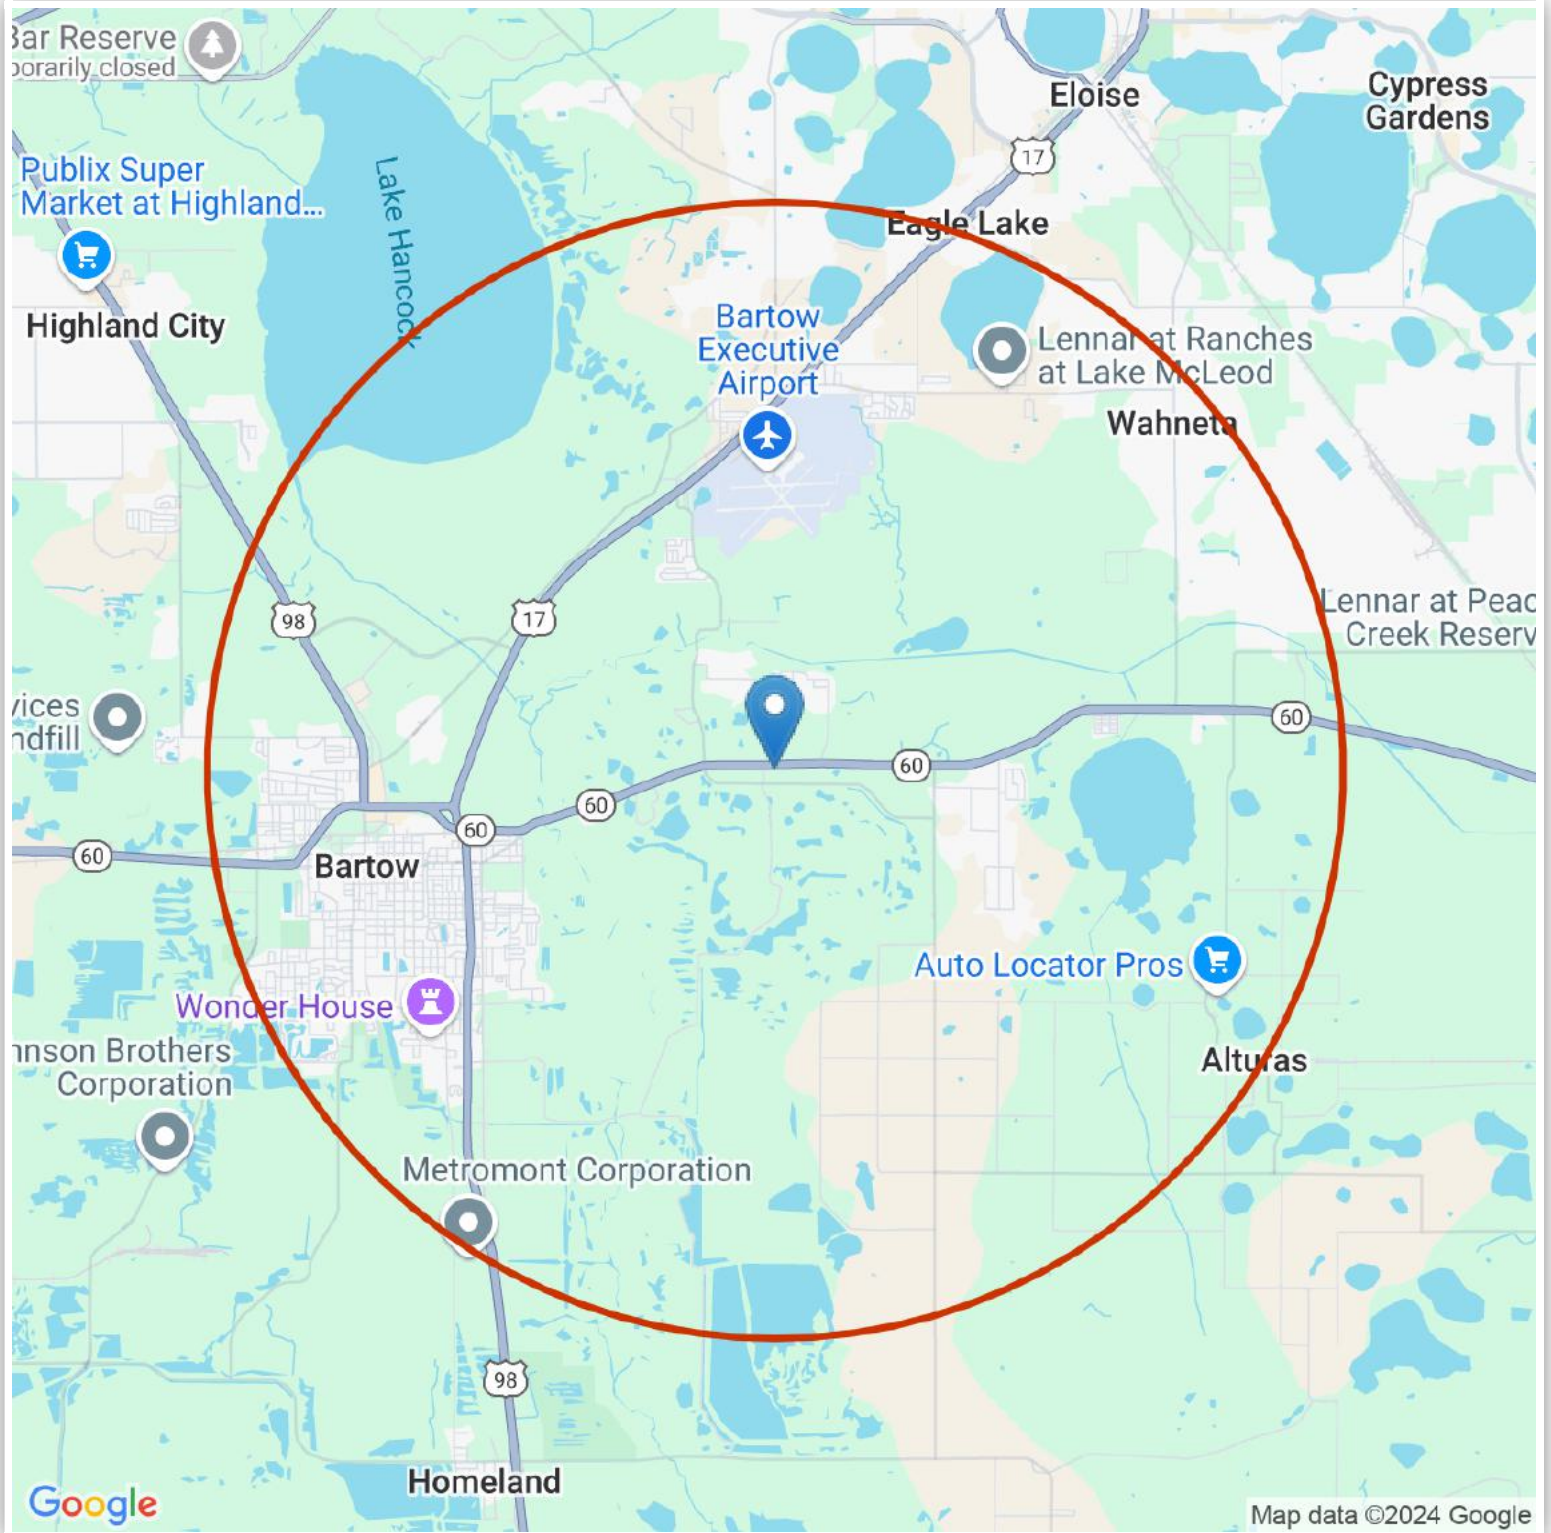 Bar Reserve
porarily closed
Eloise
Cypress
Gardens
17
Publix Super
Market at Highland...
Lake Hancock
Eagle Lake
Highland City
Bartow
Executive
Airport
Lennar at Ranches
at Lake McLeod
Wahneta
98
17
Lennar at Peac
Creek Reserv
vices
ndfill
60
60
60
60
60
Bartow
Auto Locator Pros
Wonder House
hnson Brothers
Corporation
Alturas
Metromont Corporation
98
Homeland
Google
Map data ©2024 Google